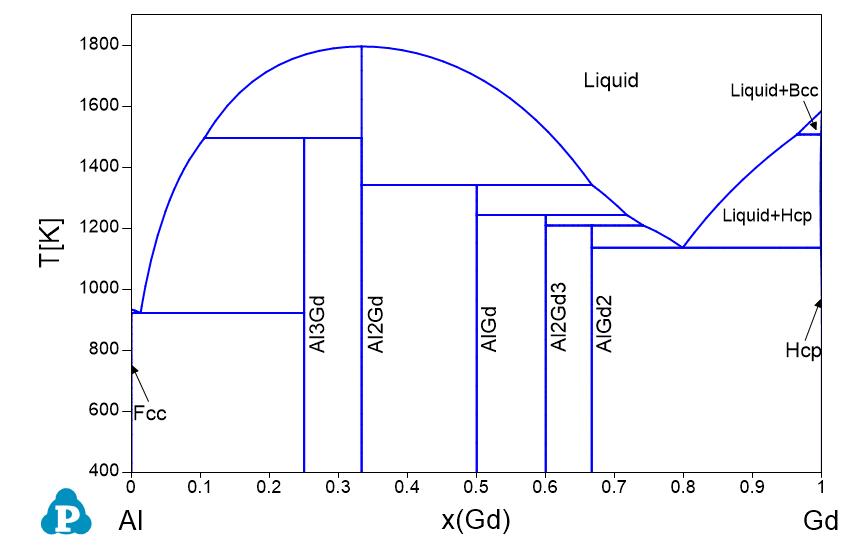 1800
1600
1400
1200
1000
800
600
400
T[K]
Liquid
Liquid+Bcc
Liquid+Hcp
Al3Gd
Al2Gd
AlGd
Al2Gd3
AlGd2
Hcp
Fcc
0 0.1 0.2 0.3 0.4 0.5 0.6 0.7 0.8 0.9 1
P
Al x(Gd) Gd